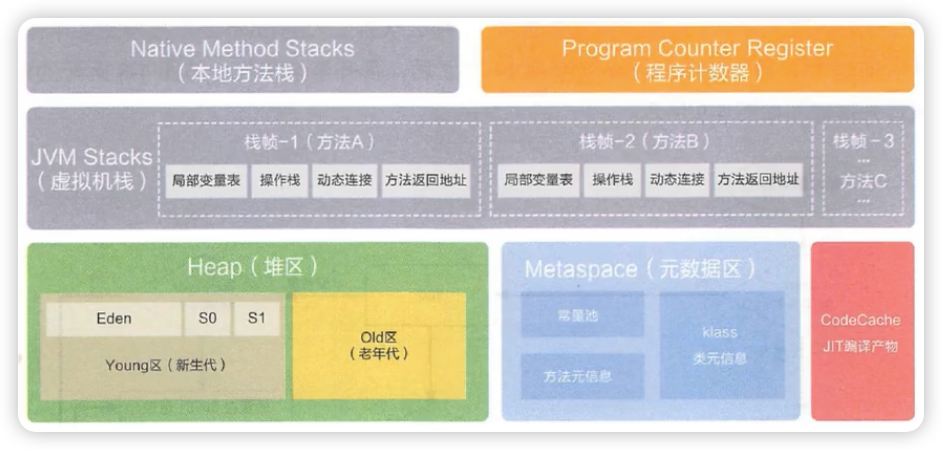 Native Method Stacks
(本地方法栈)
Program Counter Register
(程序计数器)
JVM Stacks
(虚拟机栈)
栈帧-1(方法A)
局部变量表
操作栈
动态连接
方法返回地址
栈帧-2(方法B)
局部变量表
操作栈
动态连接
方法返回地址
栈帧-3
...
方法C
...
Heap(堆区)
Eden
S0
S1
Young区(新生代)
Old区
(老年代)
Metaspace(元数据区)
常量池
方法元信息
klass
类元信息
CodeCache
JIT编译产物